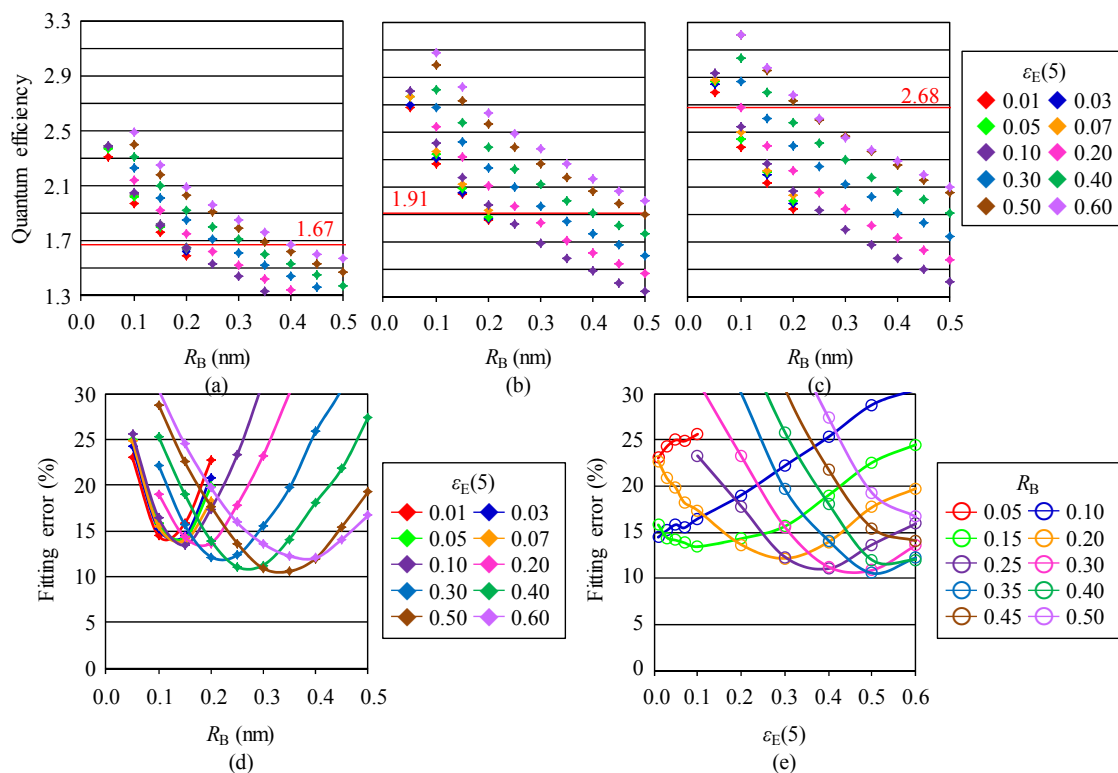 Quantum efficiency
3.3
2.9
2.5
2.1
1.7
1.3
1.67
0.0 0.1 0.2 0.3 0.4 0.5
R_B (nm)
(a)
1.91
0.0 0.1 0.2 0.3 0.4 0.5
R_B (nm)
(b)
2.68
0.0 0.1 0.2 0.3 0.4 0.5
R_B (nm)
(c)
ε_E(5)
0.01 0.03
0.05 0.07
0.10 0.20
0.30 0.40
0.50 0.60
Fitting error (%)
30
25
20
15
10
5
0
0.0 0.1 0.2 0.3 0.4 0.5
R_B (nm)
(d)
ε_E(5)
0.01 0.03
0.05 0.07
0.10 0.20
0.30 0.40
0.50 0.60
Fitting error (%)
30
25
20
15
10
5
0
0.0 0.1 0.2 0.3 0.4 0.5 0.6
ε_E(5)
(e)
R_B
0.05 0.10
0.15 0.20
0.25 0.30
0.35 0.40
0.45 0.50